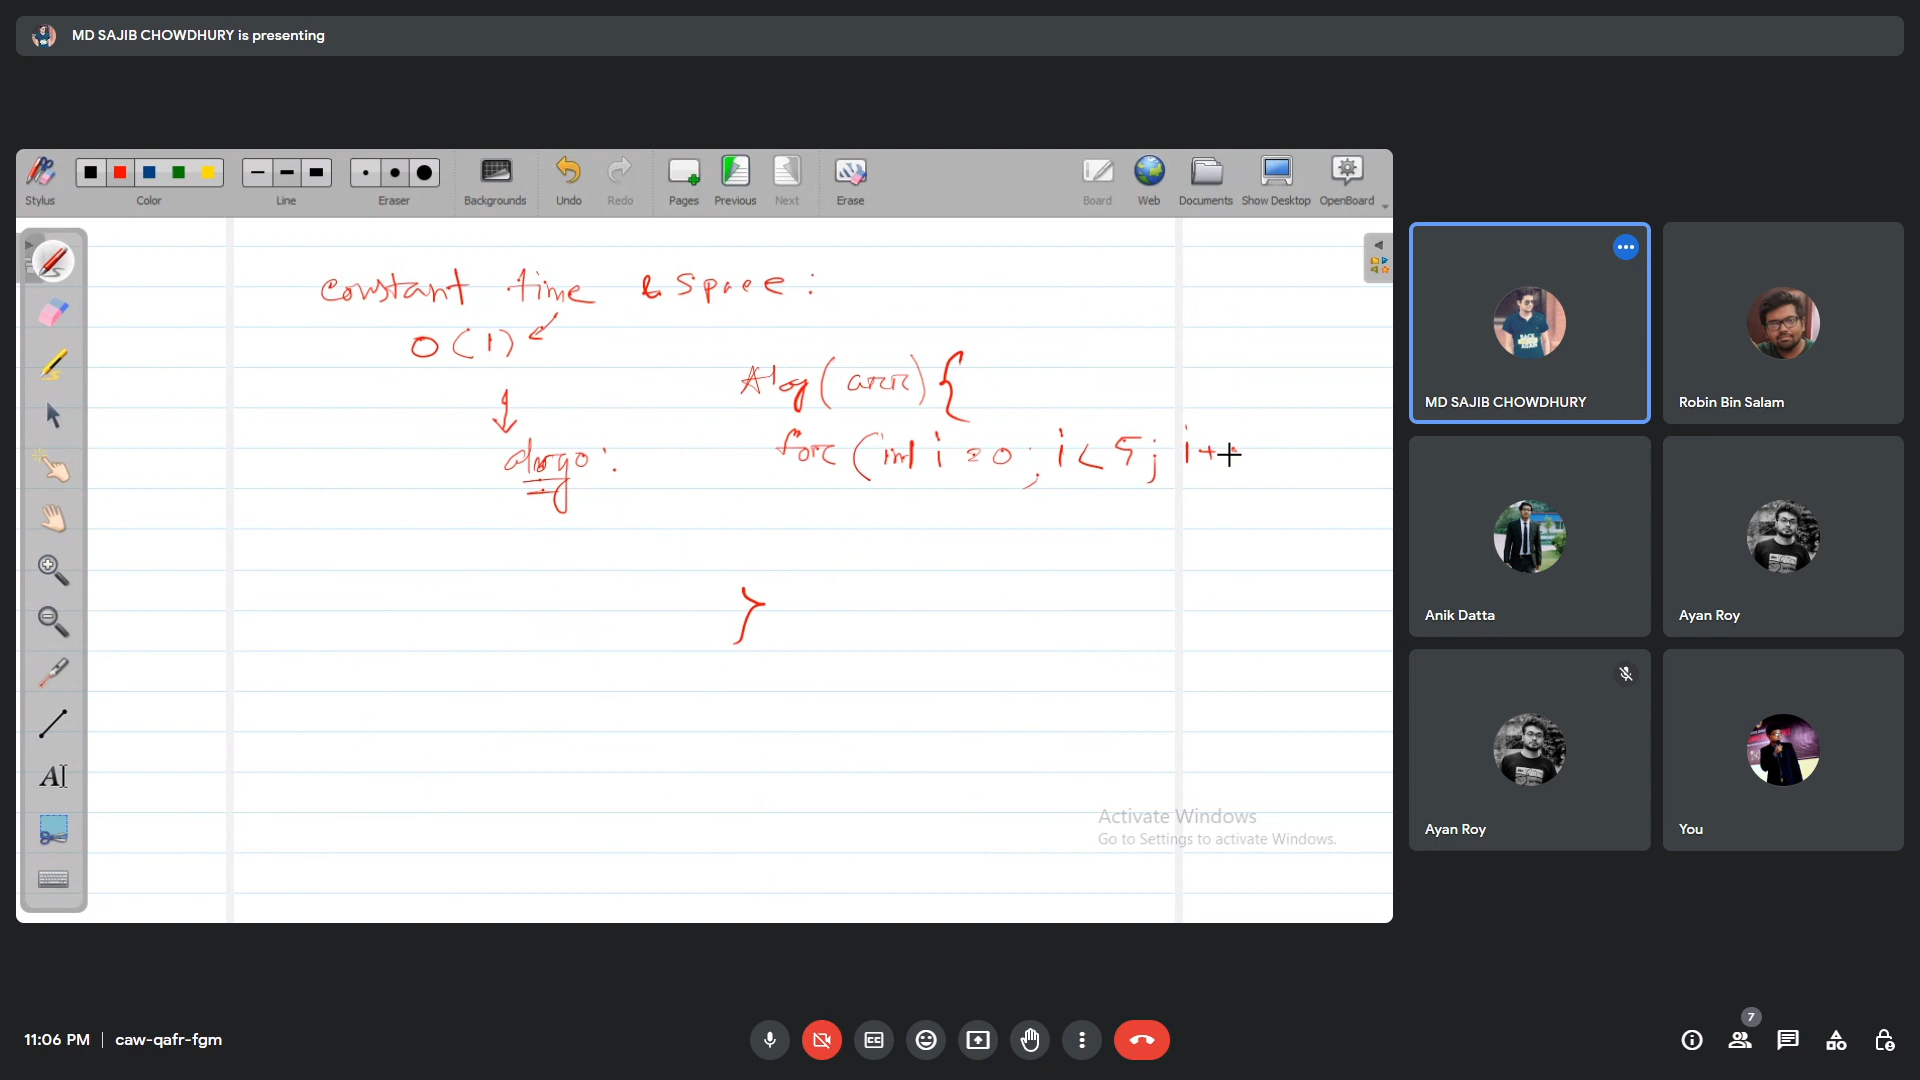 MD SAJIB CHOWDHURY is presenting
Stylus
Color
Line
Eraser
Backgrounds
Undo
Redo
Pages
Previous
Next
Erase
Board
Web
Documents
Show Desktop
OpenBoard
constant time & space :
O(1)
Alog(arr){
algo :
for (int i = 0 ; i < 5 ; i++
}
Activate Windows
Go to Settings to activate Windows.
MD SAJIB CHOWDHURY
Robin Bin Salam
Anik Datta
Ayan Roy
Ayan Roy
You
11:06 PM | caw-qafr-fgm
7